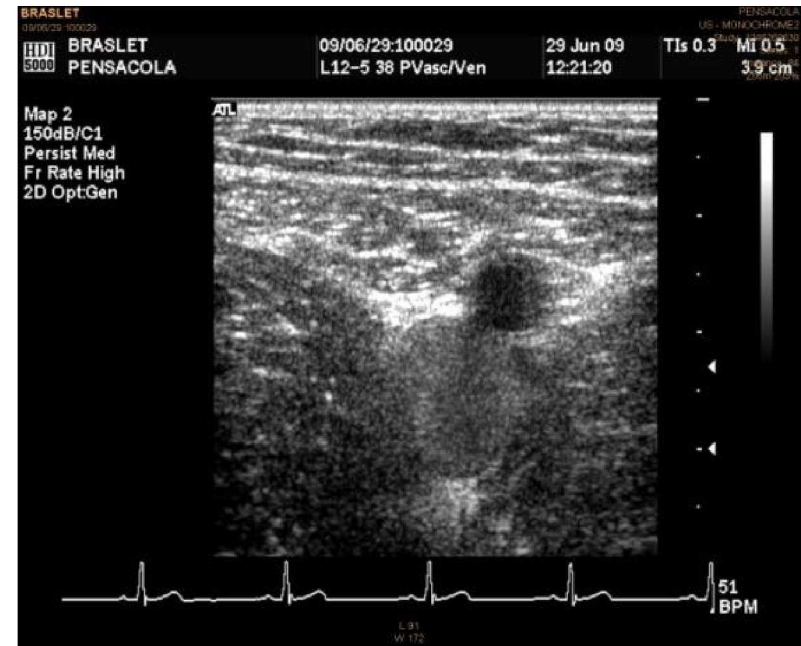 BRASLET
PENSACOLA
09/06/29:100029
US - MONOCHROME2
HDI 5000
BRASLET
PENSACOLA
09/06/29:100029
L12-5 38 PVasc/Ven
29 Jun 09
12:21:20
TIs 0.3
MI 0.5
3.9 cm
Map 2
150dB/C1
Persist Med
Fr Rate High
2D Opt:Gen
ATL
51
BPM
L 91
W 172